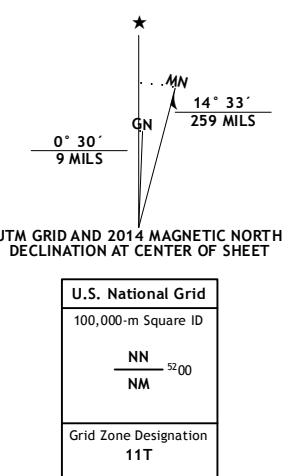 ★
MN
GN
14° 33´
259 MILS
0° 30´
9 MILS
UTM GRID AND 2014 MAGNETIC NORTH
DECLINATION AT CENTER OF SHEET
U.S. National Grid
100,000-m Square ID
NN
5200
NM
Grid Zone Designation
11T